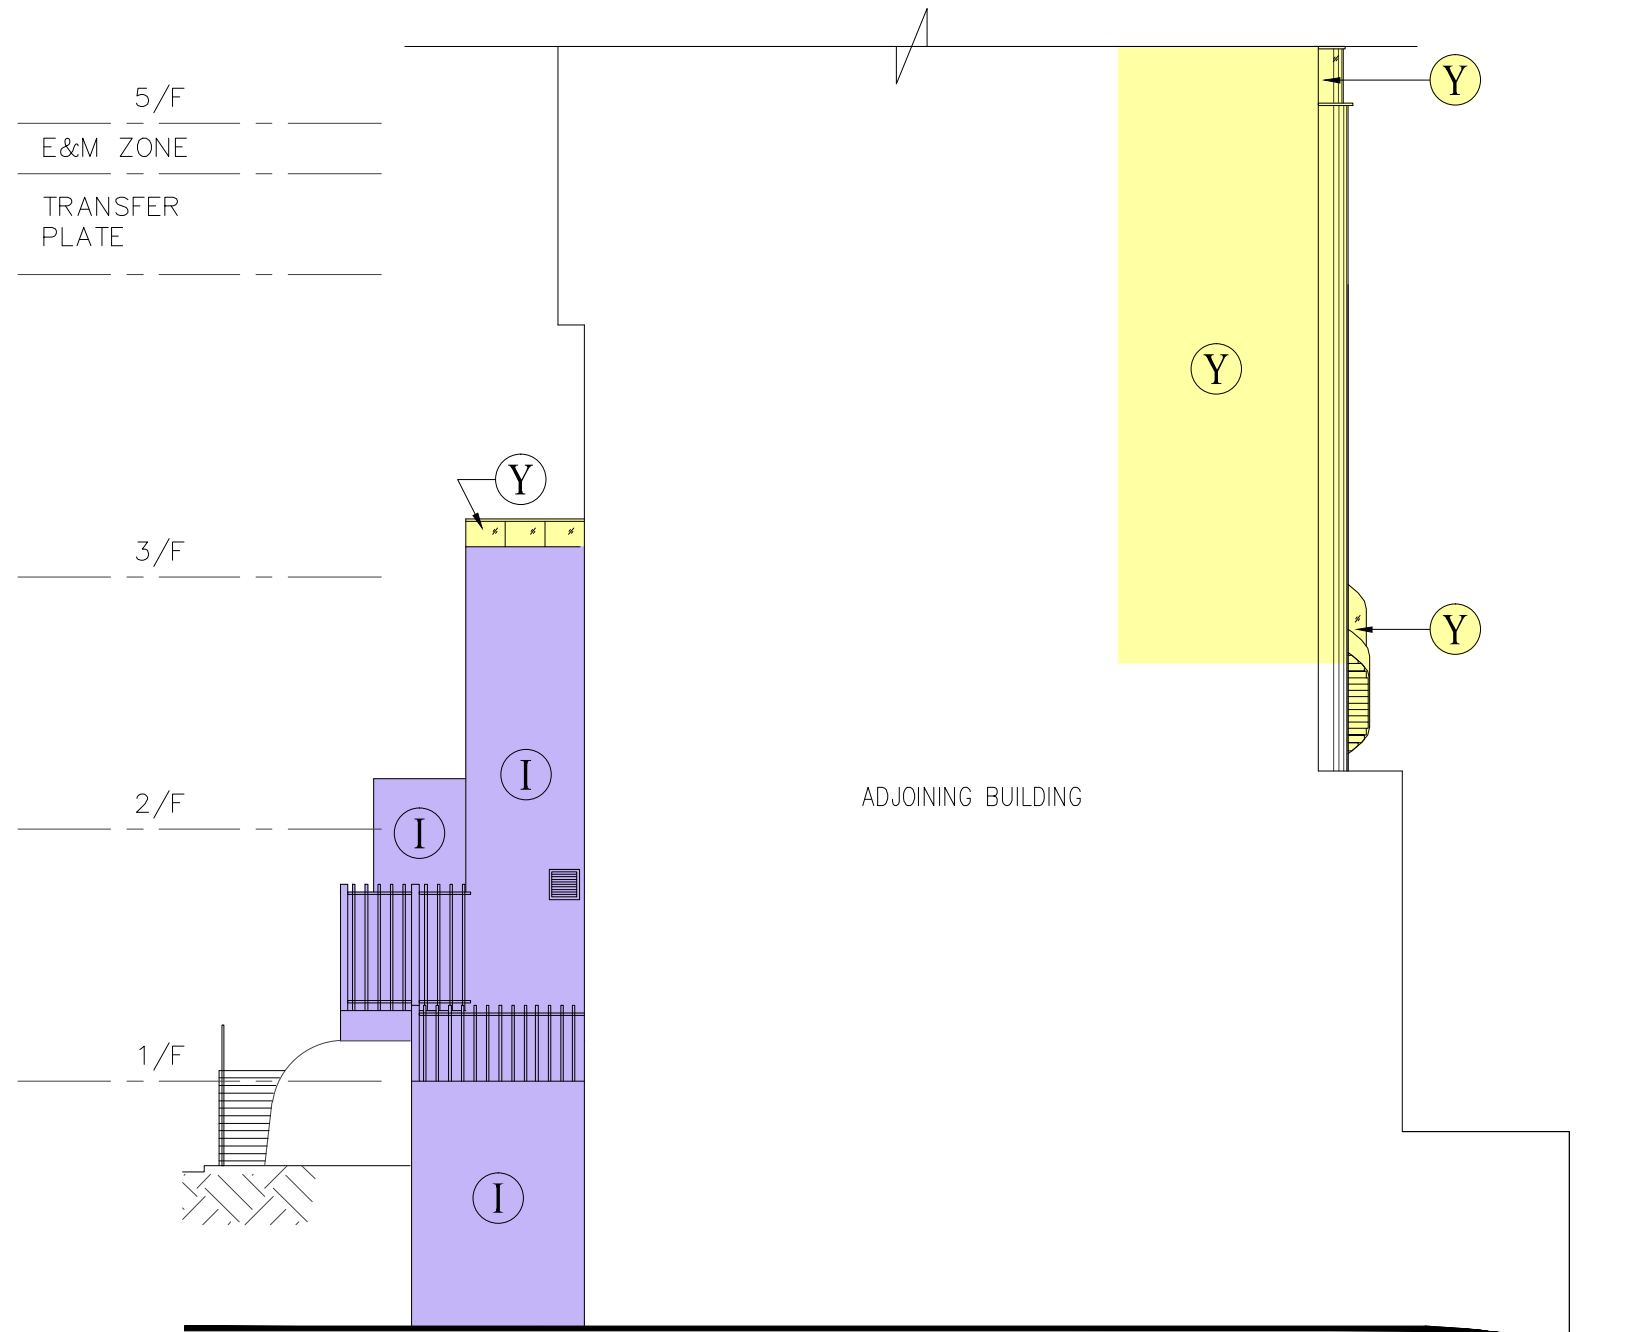 5/F
Y
E&M ZONE
TRANSFER
PLATE
Y
Y
3/F
Y
I
2/F
I
ADJOINING BUILDING
1/F
I